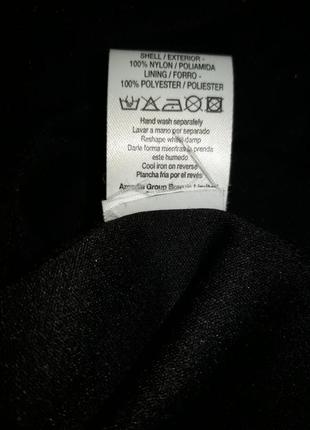 SHELL / EXTERIOR -
100% NYLON / POLIAMIDA
LINING / FORRO -
100% POLYESTER / POLIESTER
Hand wash separately
Lavar a mano por separado
Reshape whilst damp
Darle forma mientras la prenda
este humedo
Cool iron on reverse
Plancha fria por el revés
Group